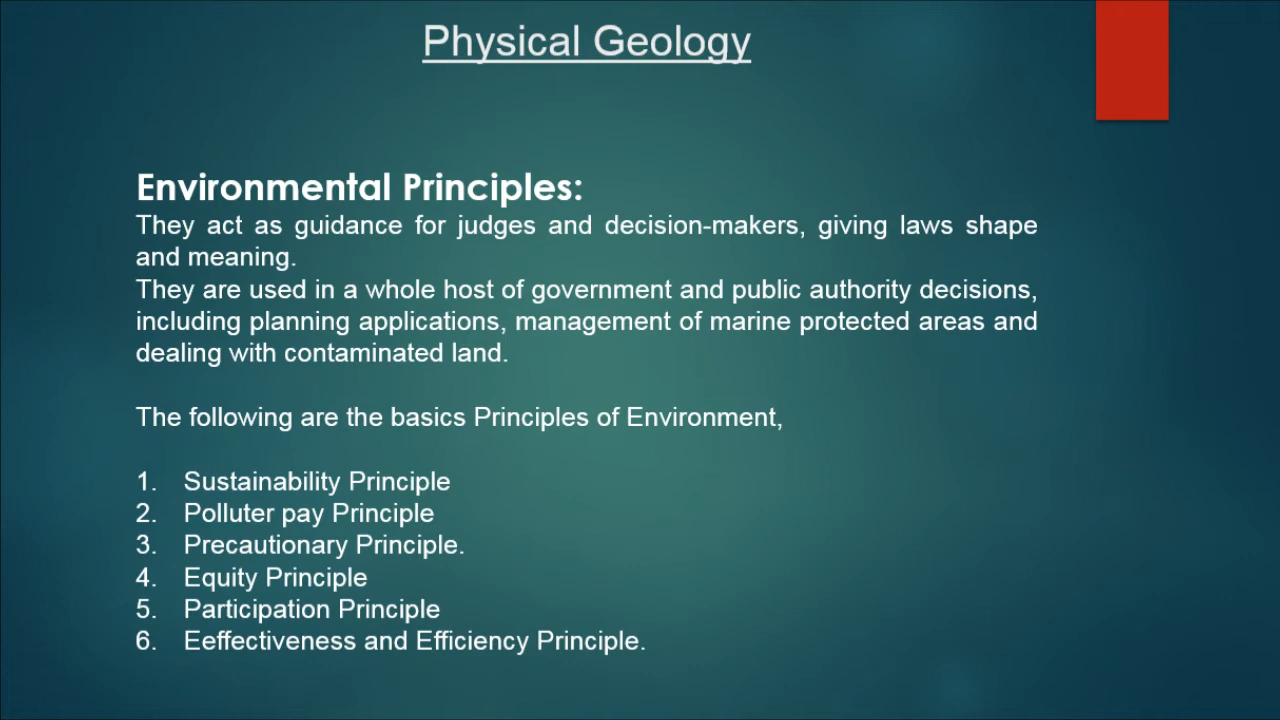 Physical Geology
Environmental Principles:
They act as guidance for judges and decision-makers, giving laws shape
and meaning.
They are used in a whole host of government and public authority decisions,
including planning applications, management of marine protected areas and
dealing with contaminated land.
The following are the basics Principles of Environment,
1. Sustainability Principle
2. Polluter pay Principle
3. Precautionary Principle.
4. Equity Principle
5. Participation Principle
6. Eeffectiveness and Efficiency Principle.